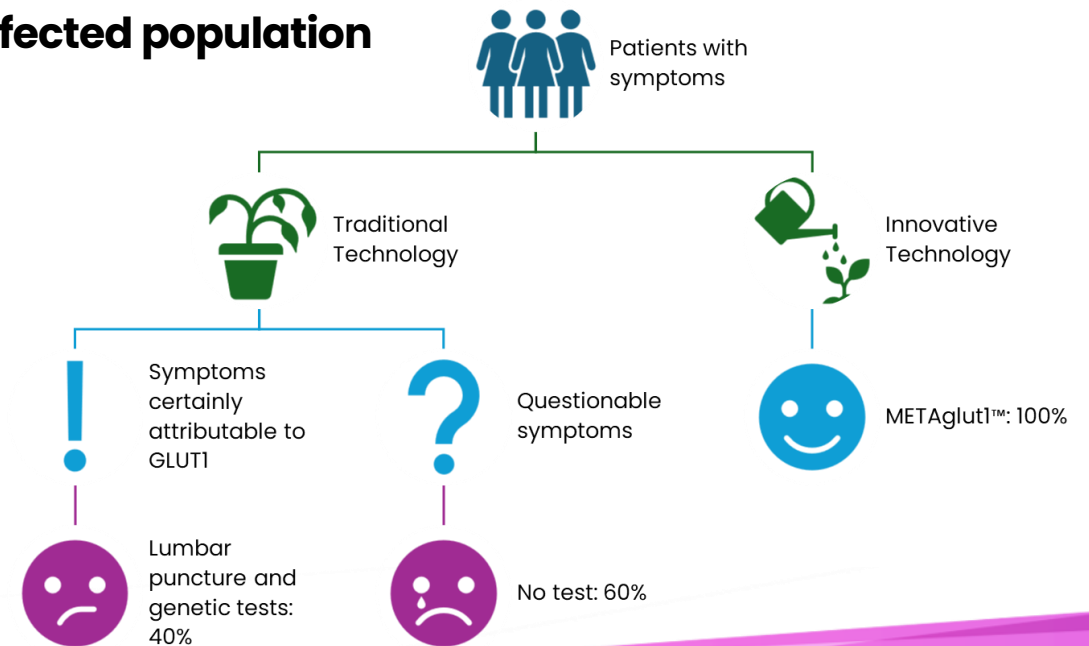 fected population
Patients with
symptoms
Traditional
Technology
Innovative
Technology
Symptoms
certainly
attributable to
GLUT1
Questionable
symptoms
METAglut1™: 100%
Lumbar
puncture and
genetic tests:
40%
No test: 60%